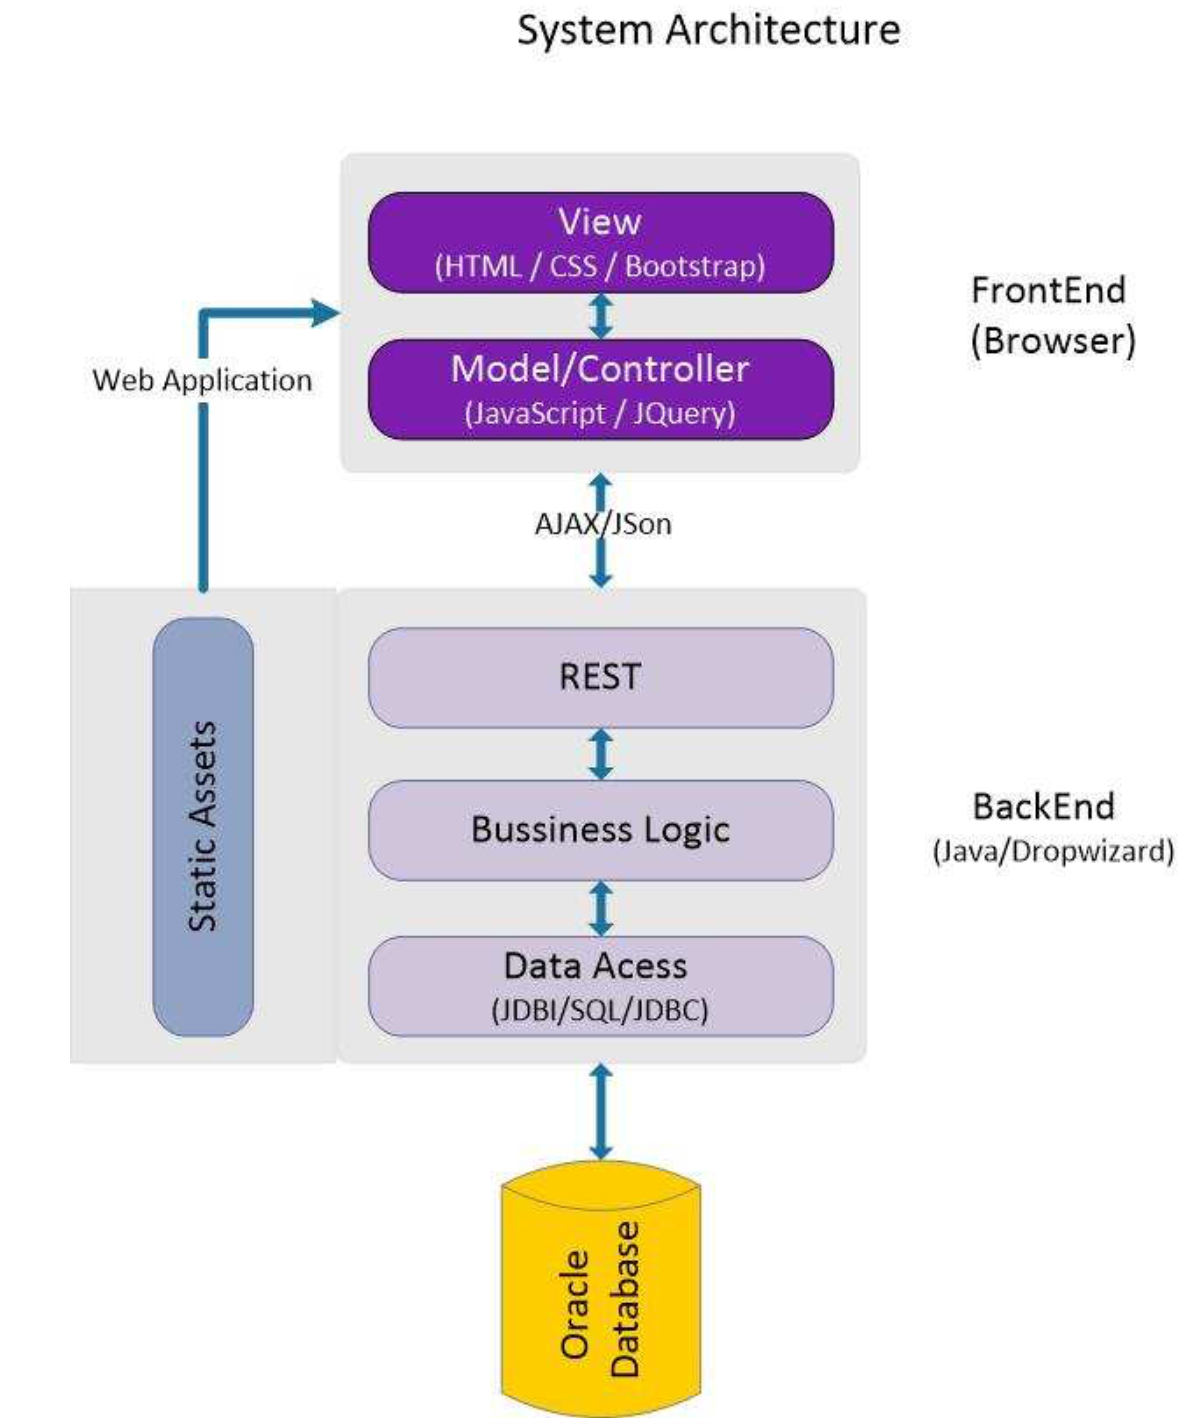 System Architecture
View
(HTML / CSS / Bootstrap)
FrontEnd
(Browser)
Web Application
Model/Controller
(JavaScript / JQuery)
AJAX/JSon
Static Assets
REST
Bussiness Logic
BackEnd
(Java/Dropwizard)
Data Acess
(JDBI/SQL/JDBC)
Oracle
Database